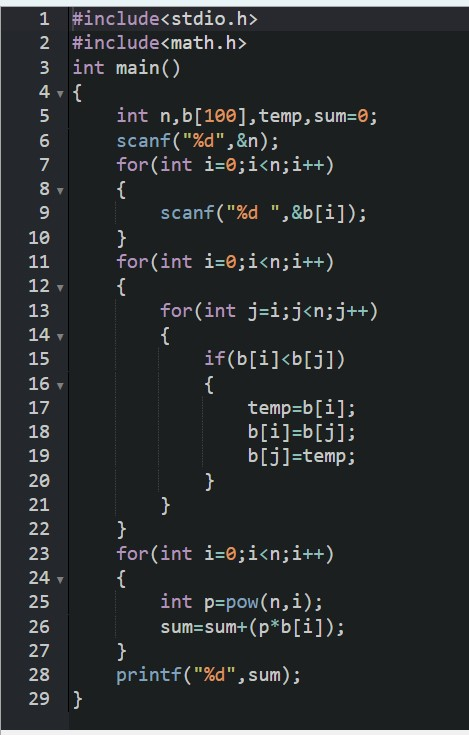 1 #include<stdio.h>
2 #include<math.h>
3 int main()
4 {
5     int n,b[100],temp,sum=0;
6     scanf("%d",&n);
7     for(int i=0;i<n;i++)
8     {
9         scanf("%d ",&b[i]);
10     }
11     for(int i=0;i<n;i++)
12     {
13         for(int j=i;j<n;j++)
14         {
15             if(b[i]<b[j])
16             {
17                 temp=b[i];
18                 b[i]=b[j];
19                 b[j]=temp;
20             }
21         }
22     }
23     for(int i=0;i<n;i++)
24     {
25         int p=pow(n,i);
26         sum=sum+(p*b[i]);
27     }
28     printf("%d",sum);
29 }